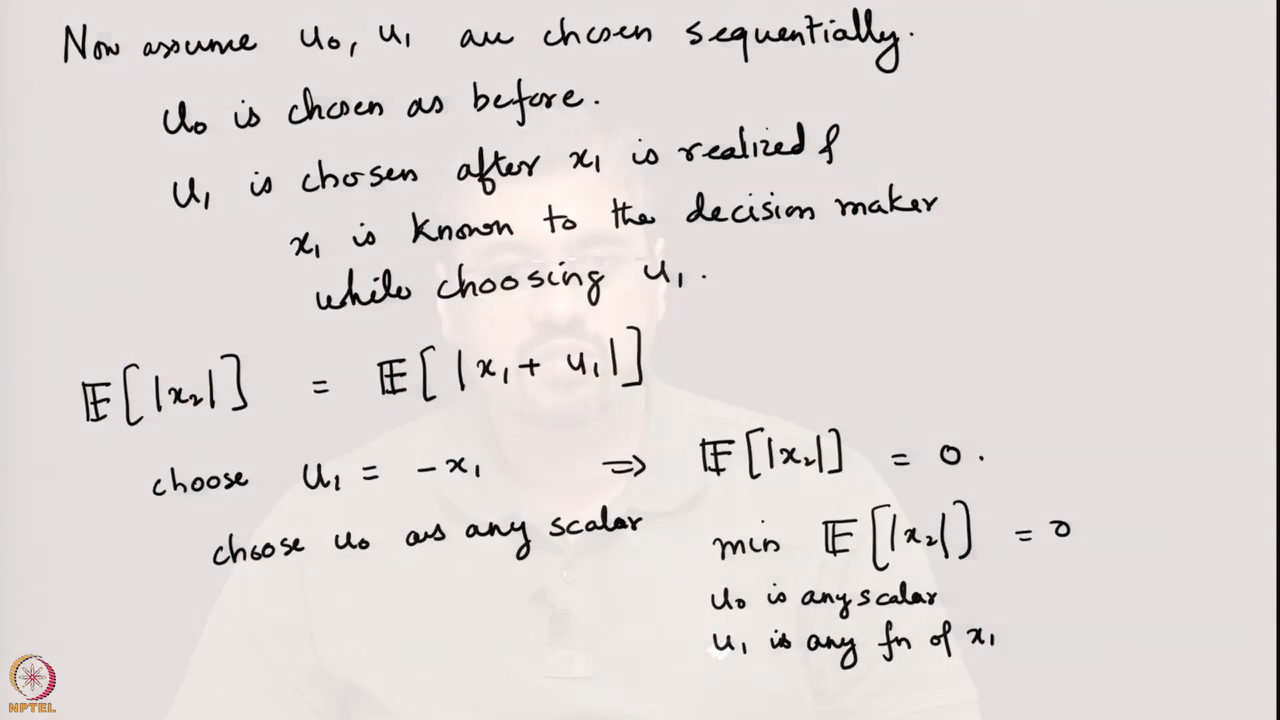 Now assume u₀, u₁ are chosen sequentially.
u₀ is chosen as before.
u₁ is chosen after x₁ is realized &
x₁ is known to the decision maker
while choosing u₁.
𝔼[|x₂|] = 𝔼[|x₁ + u₁|]
choose u₁ = -x₁ ⇒ 𝔼[|x₂|] = 0.
choose u₀ as any scalar
min 𝔼[|x₂|] = 0
u₀ is any scalar
u₁ is any fn of x₁
NPTEL